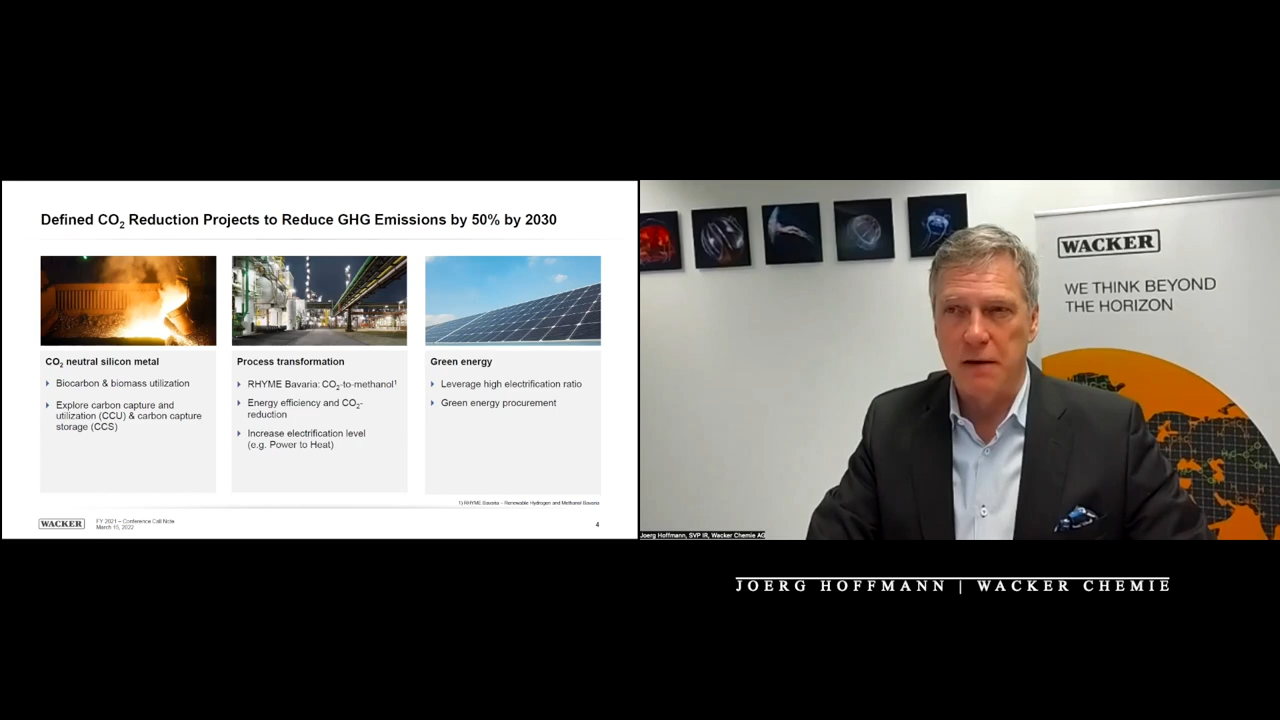 Defined CO2 Reduction Projects to Reduce GHG Emissions by 50% by 2030
CO2 neutral silicon metal
Biocarbon & biomass utilization
Explore carbon capture and
utilization (CCU) & carbon capture
storage (CCS)
Process transformation
RHYME Bavaria: CO2-to-methanol¹
Energy efficiency and CO2-
reduction
Increase electrification level
(e.g. Power to Heat)
Green energy
Leverage high electrification ratio
Green energy procurement
1) RHYME Bavaria – Renewable Hydrogen and Methanol Bavaria
WACKER
FY 2021 – Conference Call Note
March 15, 2022
4
WACKER
WE THINK BEYOND
THE HORIZON
Joerg Hoffmann, SVP IR, Wacker Chemie AG
JOERG HOFFMANN | WACKER CHEMIE